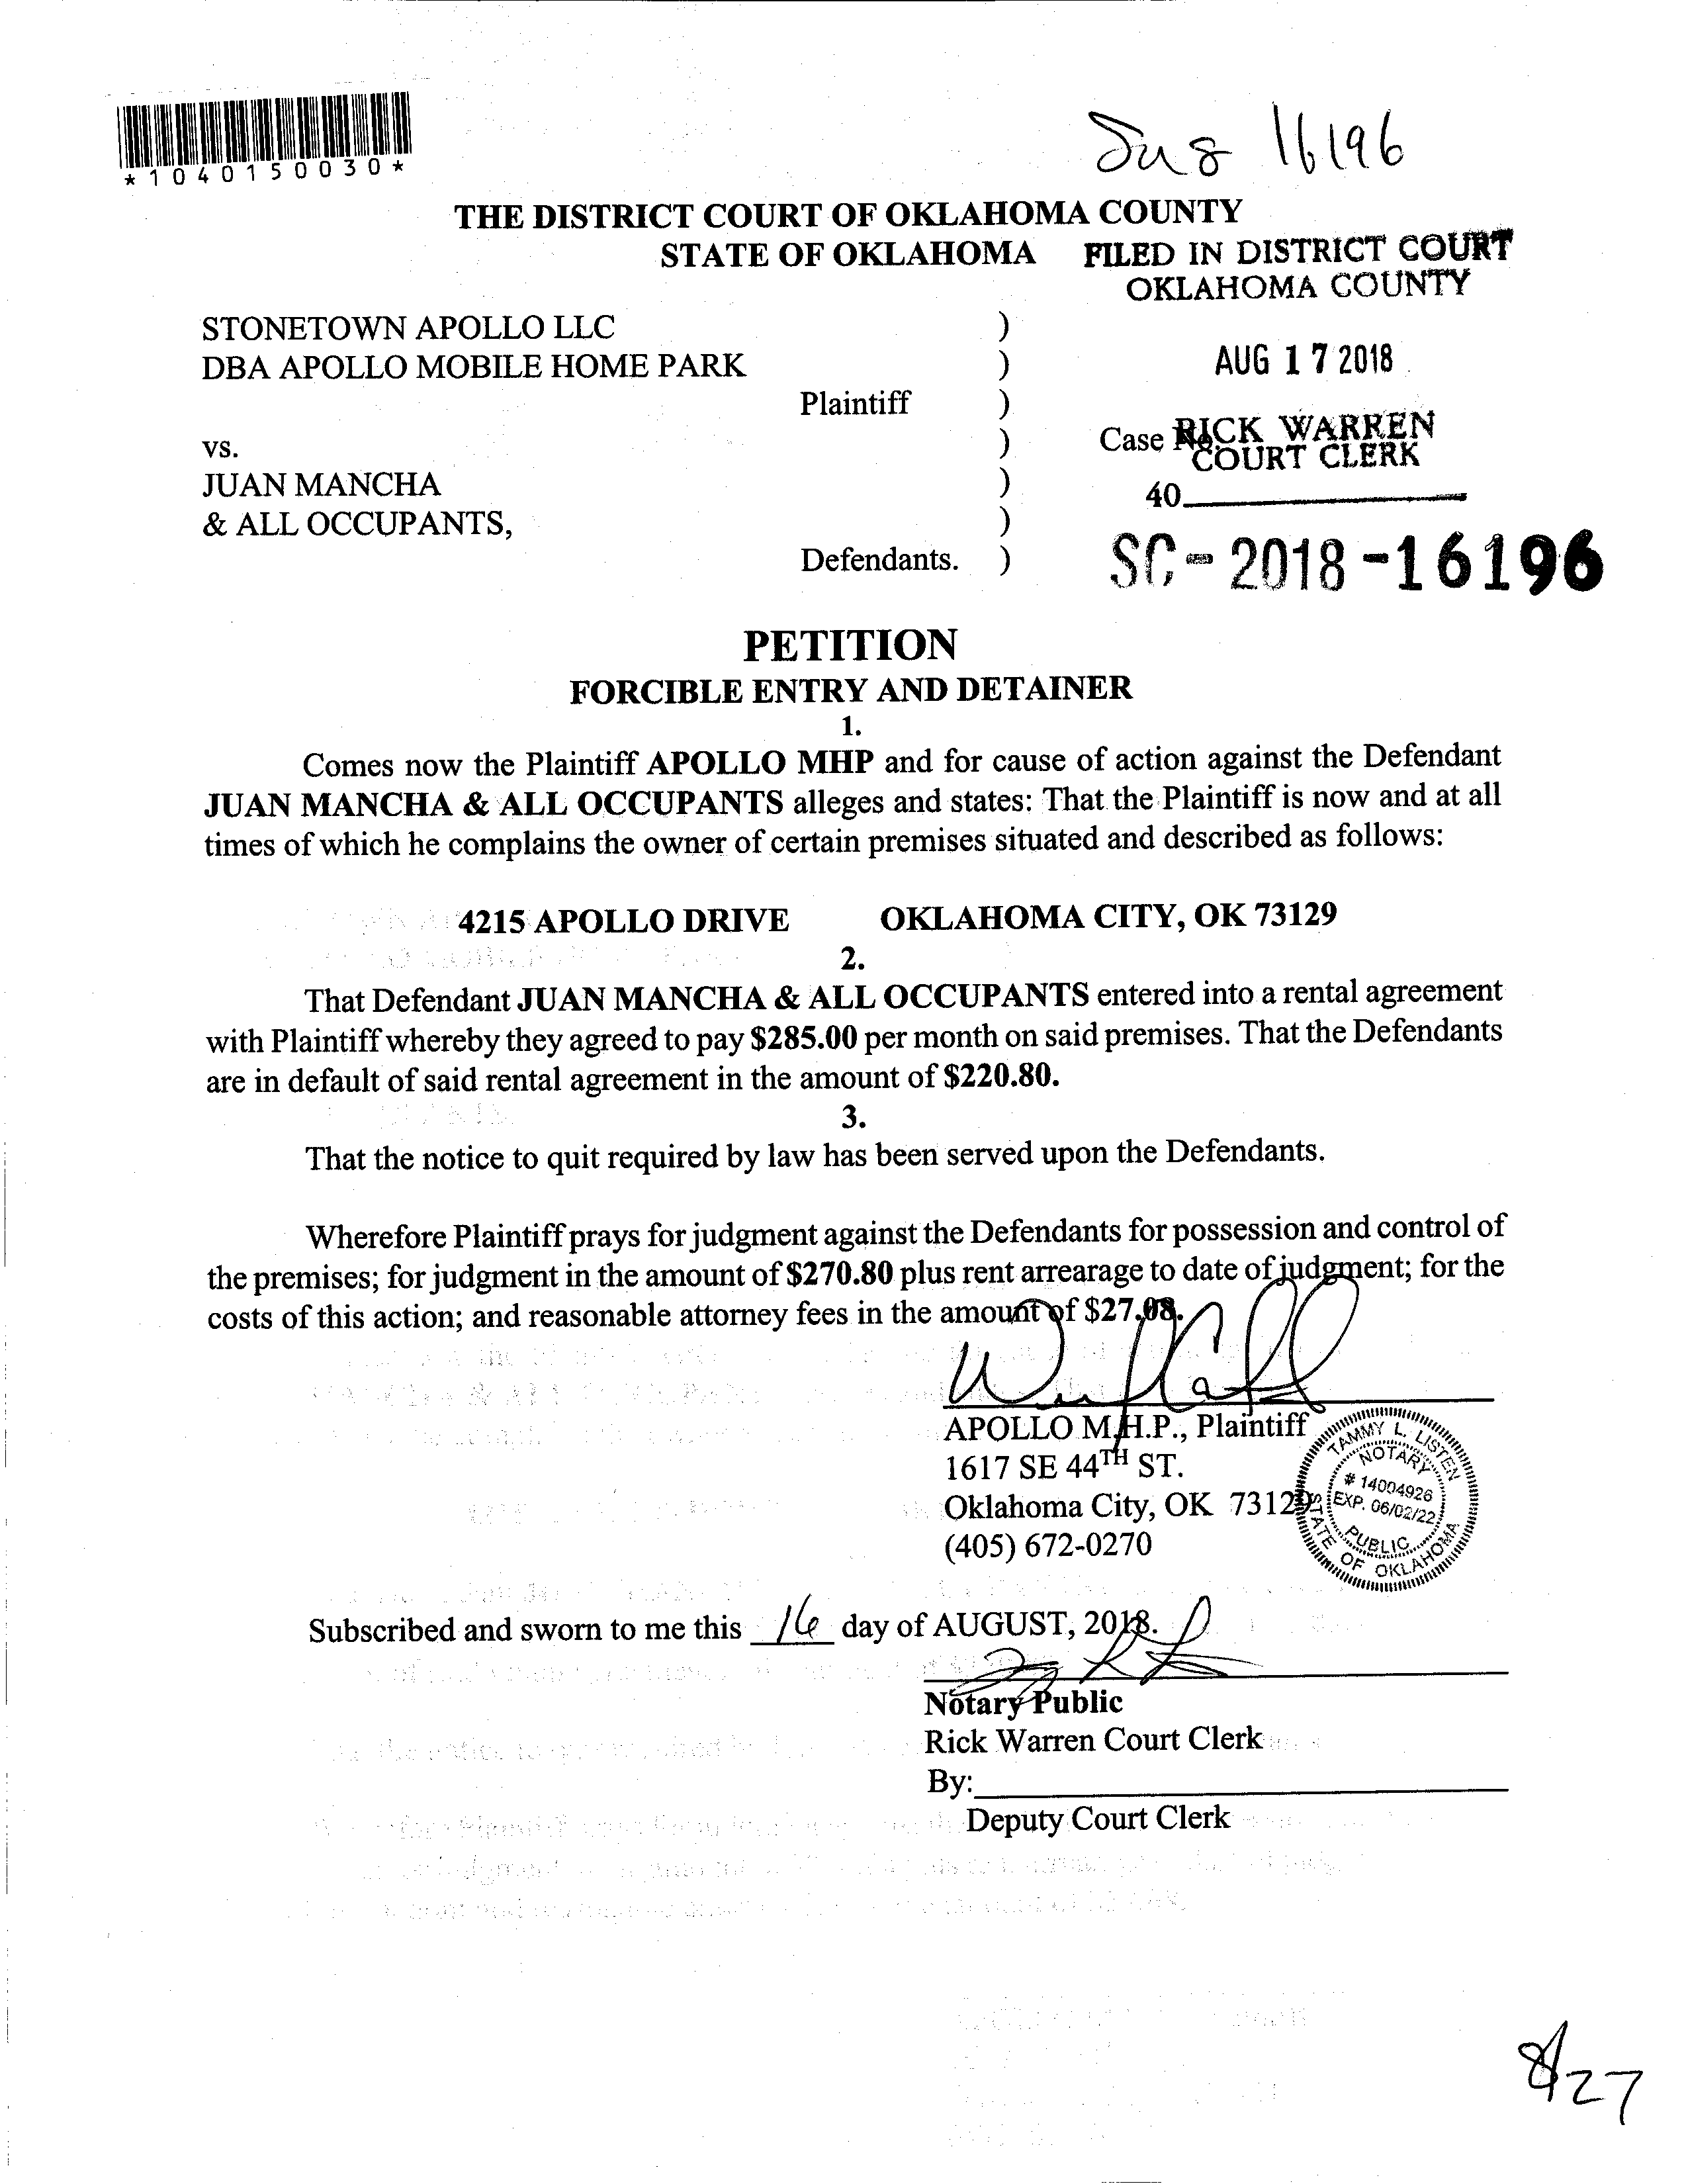 *1040150030*
16196
THE DISTRICT COURT OF OKLAHOMA COUNTY
STATE OF OKLAHOMA
FILED IN DISTRICT COURT
OKLAHOMA COUNTY
STONETOWN APOLLO LLC )
DBA APOLLO MOBILE HOME PARK )
AUG 17 2018
Plaintiff )
vs. )
Case No.
RICK WARREN
COURT CLERK
JUAN MANCHA )
40
& ALL OCCUPANTS, )
Defendants. )
SC-2018-16196
PETITION
FORCIBLE ENTRY AND DETAINER
1.
Comes now the Plaintiff APOLLO MHP and for cause of action against the Defendant
JUAN MANCHA & ALL OCCUPANTS alleges and states: That the Plaintiff is now and at all
times of which he complains the owner of certain premises situated and described as follows:
4215 APOLLO DRIVE OKLAHOMA CITY, OK 73129
2.
That Defendant JUAN MANCHA & ALL OCCUPANTS entered into a rental agreement
with Plaintiff whereby they agreed to pay $285.00 per month on said premises. That the Defendants
are in default of said rental agreement in the amount of $220.80.
3.
That the notice to quit required by law has been served upon the Defendants.
Wherefore Plaintiff prays for judgment against the Defendants for possession and control of
the premises; for judgment in the amount of $270.80 plus rent arrearage to date of judgment; for the
costs of this action; and reasonable attorney fees in the amount of $27.08.
APOLLO M.H.P., Plaintiff
1617 SE 44TH ST.
Oklahoma City, OK 73129
(405) 672-0270
TAMMY L. LISTEN
NOTARY
# 14004926
EXP. 06/02/22
PUBLIC
STATE OF OKLAHOMA
Subscribed and sworn to me this 16 day of AUGUST, 2018.
Notary Public
Rick Warren Court Clerk
By:
Deputy Court Clerk
8/27